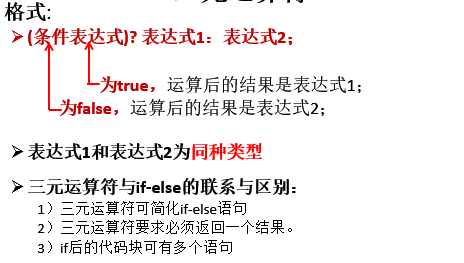 格式:
➢ (条件表达式)? 表达式1：表达式2；
为true，运算后的结果是表达式1；
为false，运算后的结果是表达式2；
➢ 表达式1和表达式2为同种类型
➢ 三元运算符与if-else的联系与区别：
1）三元运算符可简化if-else语句
2）三元运算符要求必须返回一个结果。
3）if后的代码块可有多个语句